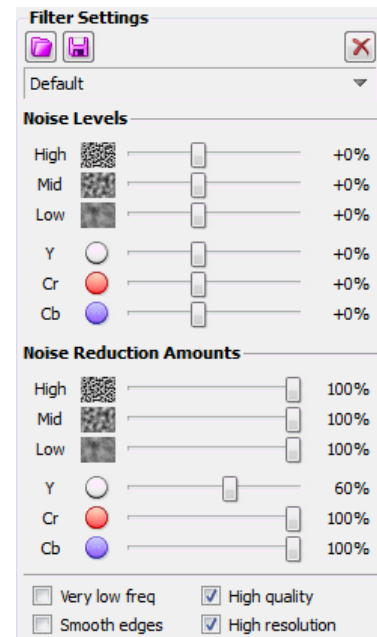 Filter Settings
Default
Noise Levels
High +0%
Mid +0%
Low +0%
Y +0%
Cr +0%
Cb +0%
Noise Reduction Amounts
High 100%
Mid 100%
Low 100%
Y 60%
Cr 100%
Cb 100%
Very low freq High quality
Smooth edges High resolution